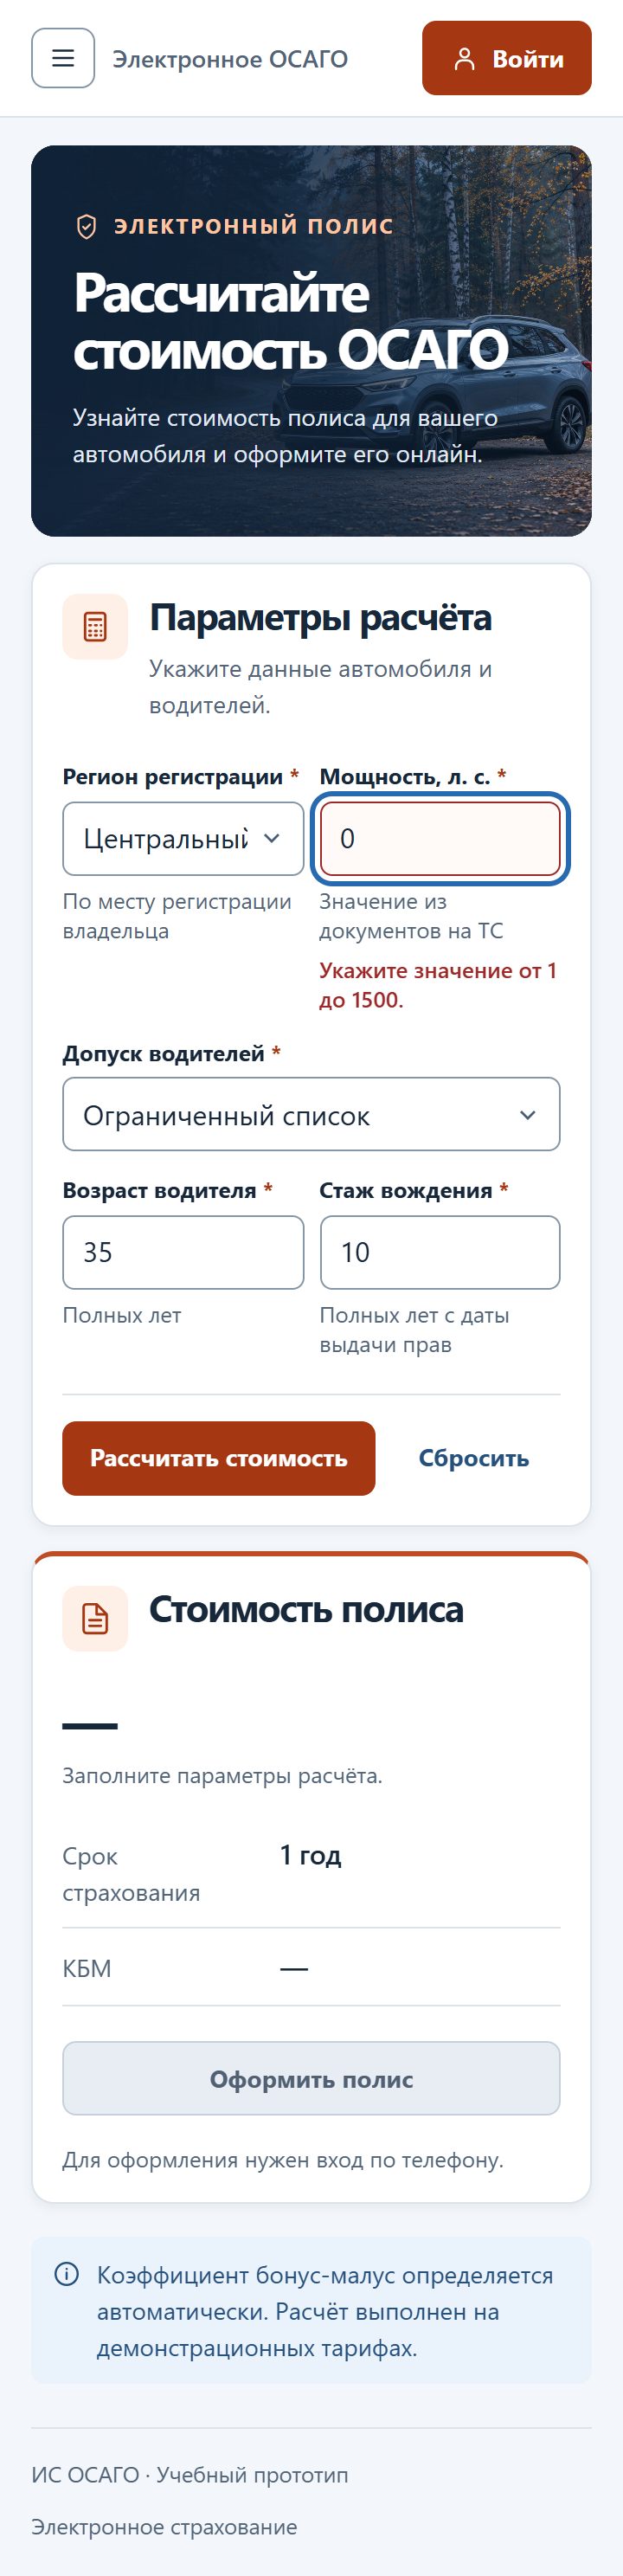 Электронное ОСАГО
Войти
ЭЛЕКТРОННЫЙ ПОЛИС
Рассчитайте
стоимость ОСАГО
Узнайте стоимость полиса для вашего
автомобиля и оформите его онлайн.
Параметры расчёта
Укажите данные автомобиля и
водителей.
Регион регистрации *
Центральный
По месту регистрации
владельца
Мощность, л. с. *
0
Значение из
документов на ТС
Укажите значение от 1
до 1500.
Допуск водителей *
Ограниченный список
Возраст водителя *
35
Полных лет
Стаж вождения *
10
Полных лет с даты
выдачи прав
Рассчитать стоимость
Сбросить
Стоимость полиса
—
Заполните параметры расчёта.
Срок
страхования
1 год
КБМ
—
Оформить полис
Для оформления нужен вход по телефону.
Коэффициент бонус-малус определяется
автоматически. Расчёт выполнен на
демонстрационных тарифах.
ИС ОСАГО · Учебный прототип
Электронное страхование